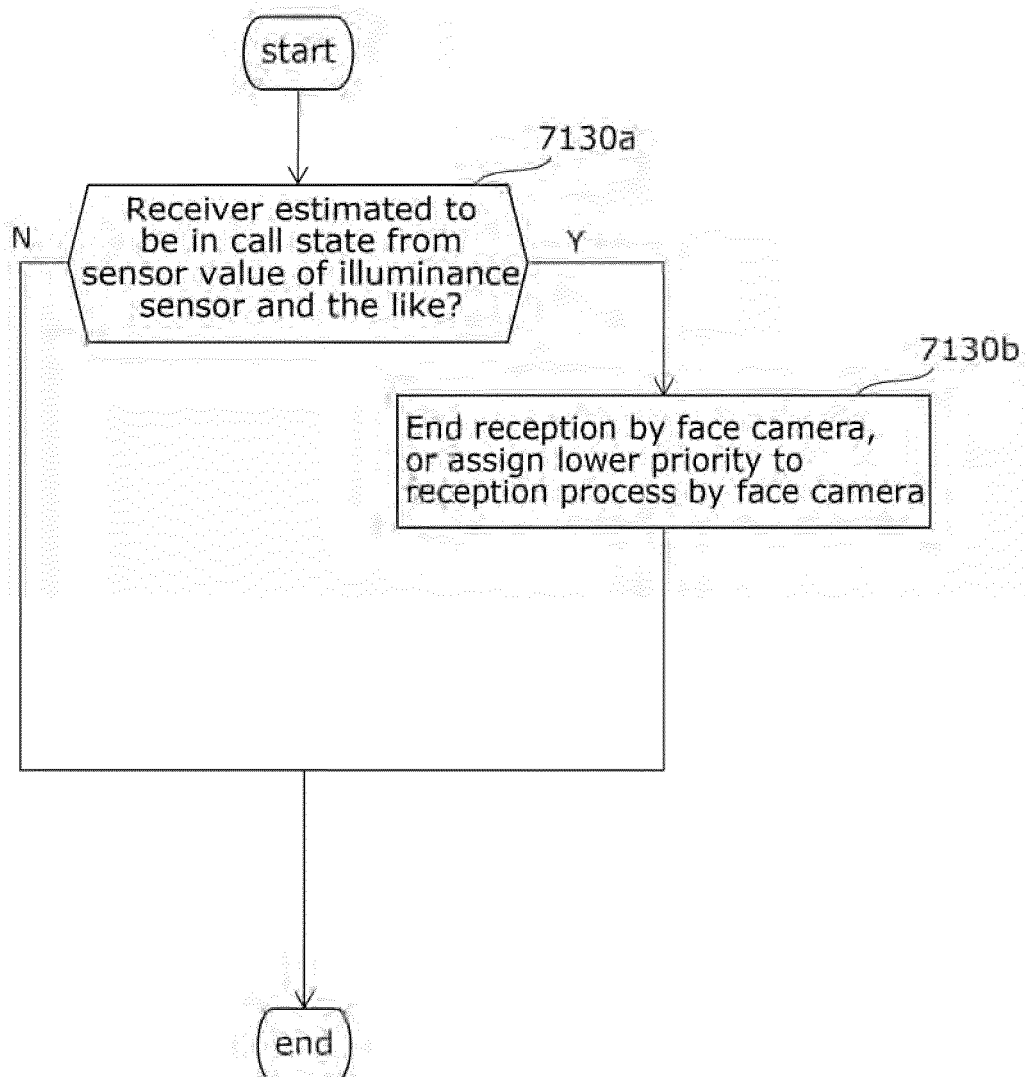 start
7130a
Receiver estimated to
be in call state from
sensor value of illuminance
sensor and the like?
N
Y
7130b
End reception by face camera,
or assign lower priority to
reception process by face camera
end